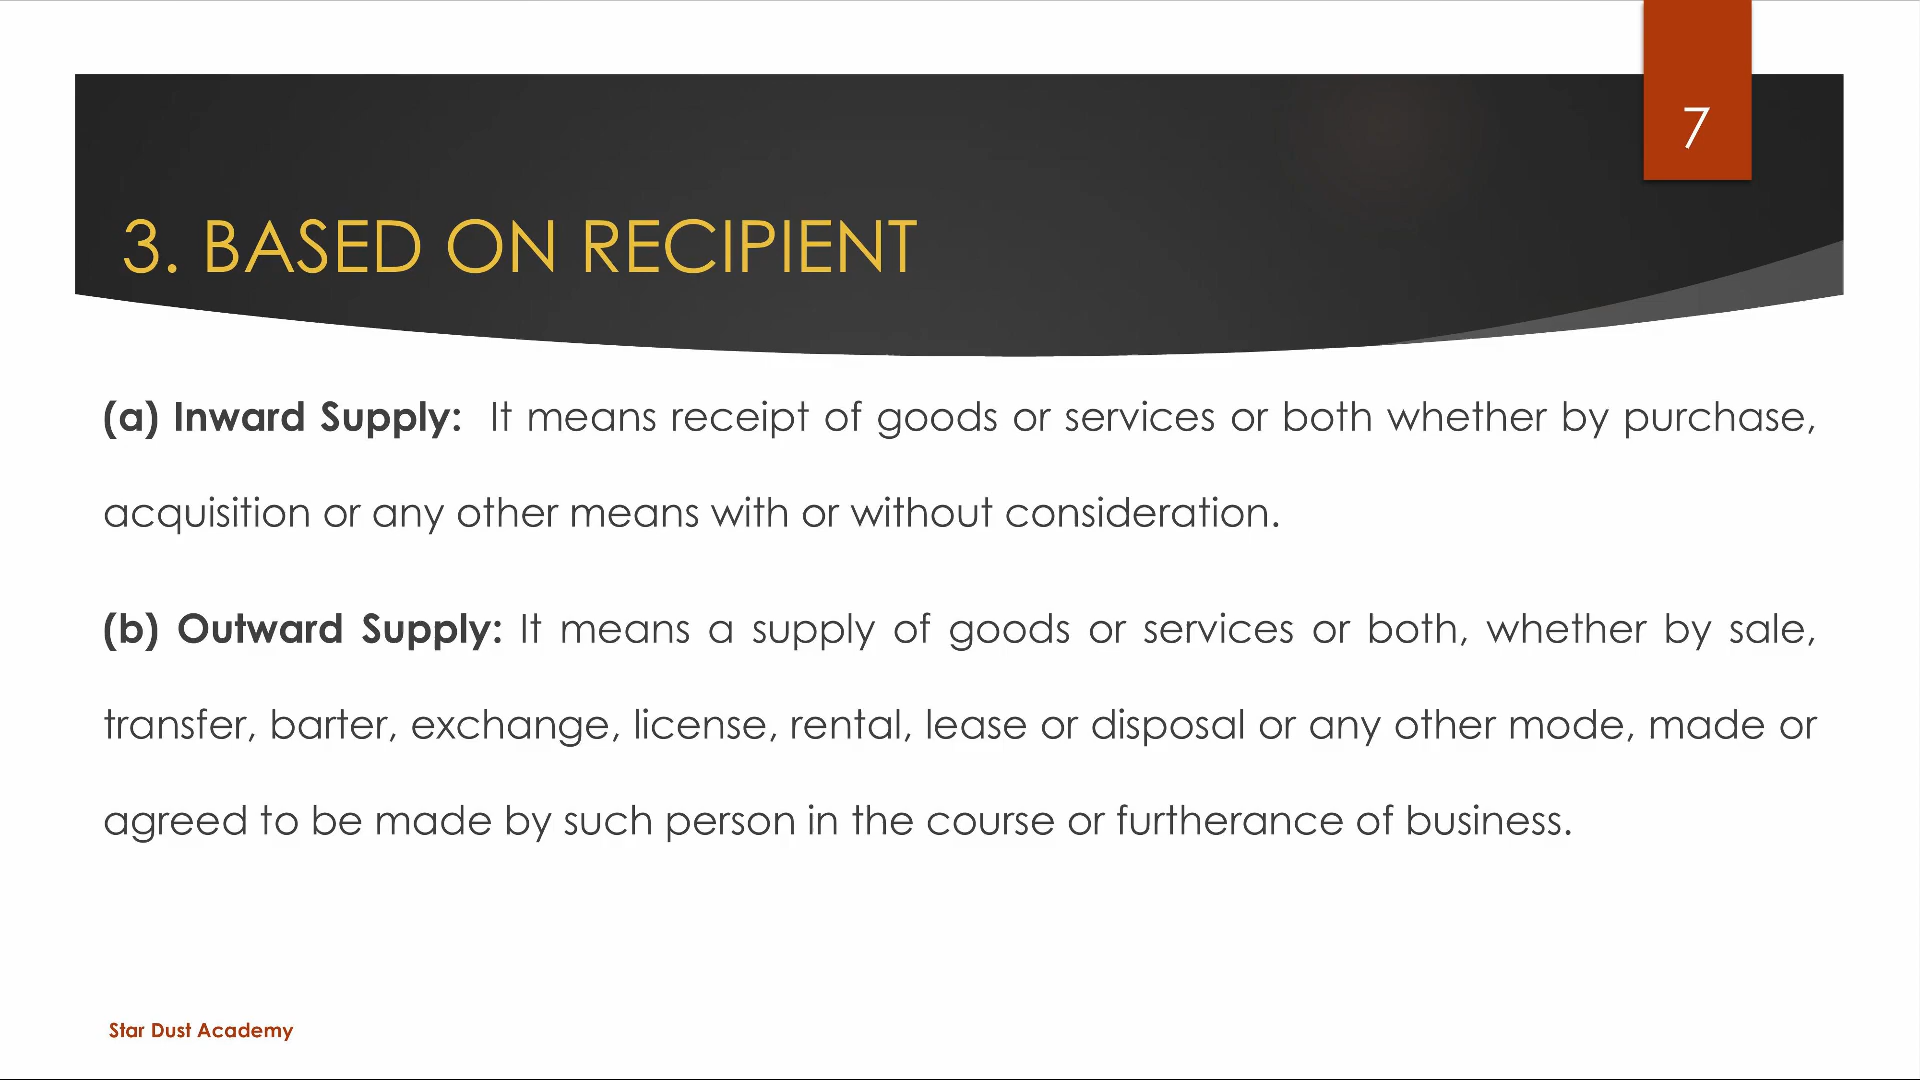 7
3. BASED ON RECIPIENT
(a) Inward Supply: It means receipt of goods or services or both whether by purchase,
acquisition or any other means with or without consideration.
(b) Outward Supply: It means a supply of goods or services or both, whether by sale,
transfer, barter, exchange, license, rental, lease or disposal or any other mode, made or
agreed to be made by such person in the course or furtherance of business.
Star Dust Academy